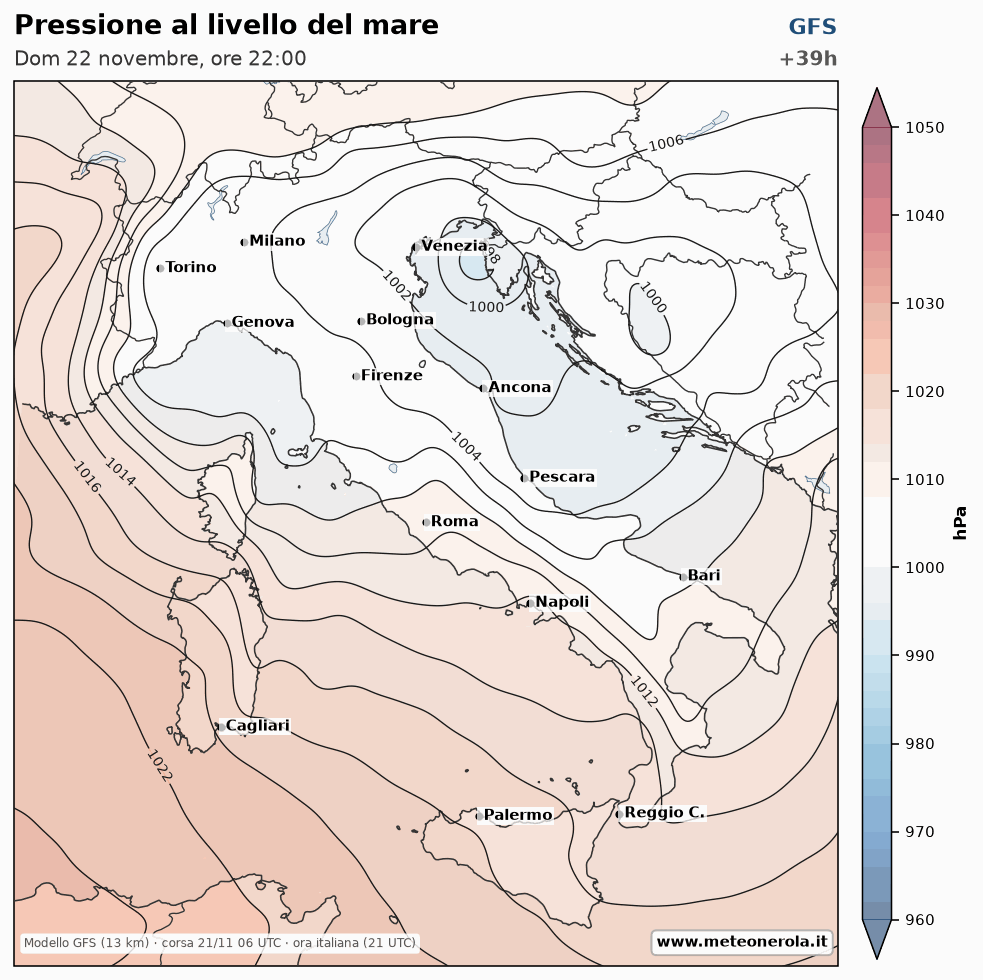 Pressione al livello del mare
GFS
Dom 22 novembre, ore 22:00
+39h
1050
1006
1040
Milano
Venezia
98
Torino
1002
1000
1000
1030
Genova
Bologna
Firenze
Ancona
1020
1004
1016
1014
Pescara
1010
Roma
hPa
Bari
1000
Napoli
990
1012
Cagliari
980
1022
Palermo
Reggio C.
970
960
Modello GFS (13 km) · corsa 21/11 06 UTC · ora italiana (21 UTC)
www.meteonerola.it